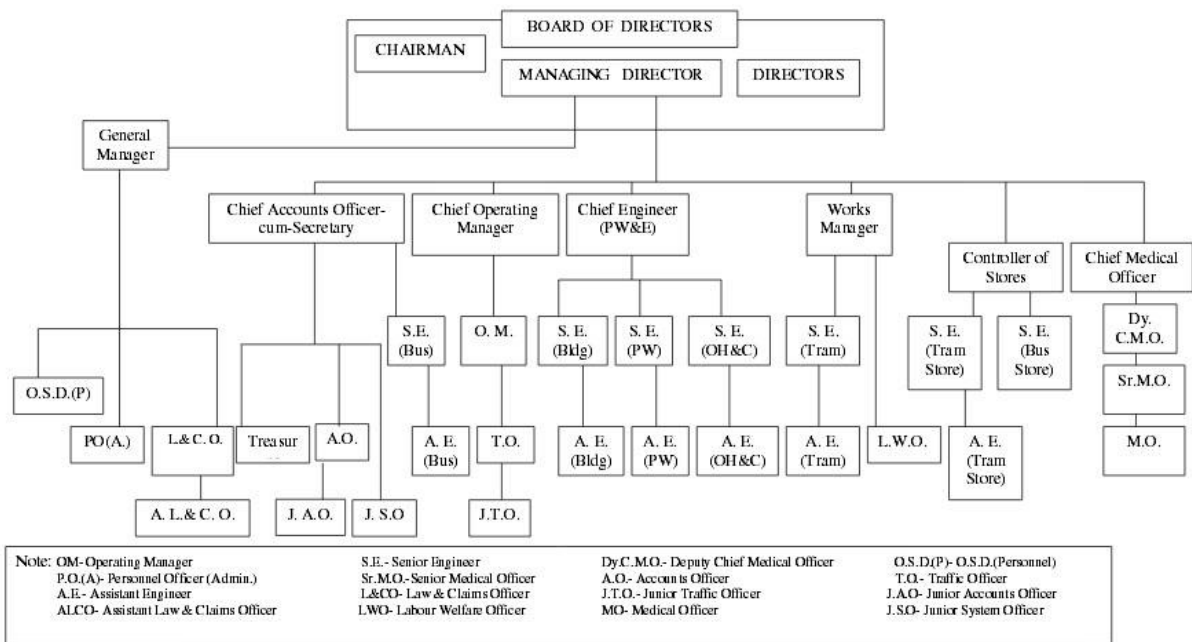 BOARD OF DIRECTORS
CHAIRMAN
MANAGING DIRECTOR
DIRECTORS
General
Manager
Chief Accounts Officer-
cum-Secretary
Chief Operating
Manager
Chief Engineer
(PW&E)
Works
Manager
Controller of
Stores
Chief Medical
Officer
S.E.
(Bus)
O. M.
S. E.
(Bldg)
S. E.
(PW)
S. E.
(OH&C)
S. E.
(Tram)
S. E.
(Tram
Store)
S. E.
(Bus
Store)
Dy.
C.M.O.
O.S.D.(P)
Sr.M.O.
PO(A.)
L& C. O.
Treasur
A.O.
A. E.
(Bus)
T.O.
A. E.
(Bldg)
A. E.
(PW)
A. E.
(OH&C)
A. E.
(Tram)
L.W.O.
A. E.
(Tram
Store)
M.O.
A. L.& C. O.
J. A.O.
J. S.O
J.T.O.
Note: OM- Operating Manager
S.E.- Senior Engineer
Dy.C.M.O.- Deputy Chief Medical Officer
O.S.D(P)- O.S.D.(Personnel)
P.O.(A)- Personnel Officer (Admin.)
Sr.M.O.-Senior Medical Officer
A.O.- Accounts Officer
T.O.- Traffic Officer
A.E.- Assistant Engineer
L&CO- Law & Claims Officer
J.T.O.- Junior Traffic Officer
J.A.O- Junior Accounts Officer
ALCO- Assistant Law & Claims Officer
LWO- Labour Welfare Officer
MO- Medical Officer
J.S.O- Junior System Officer